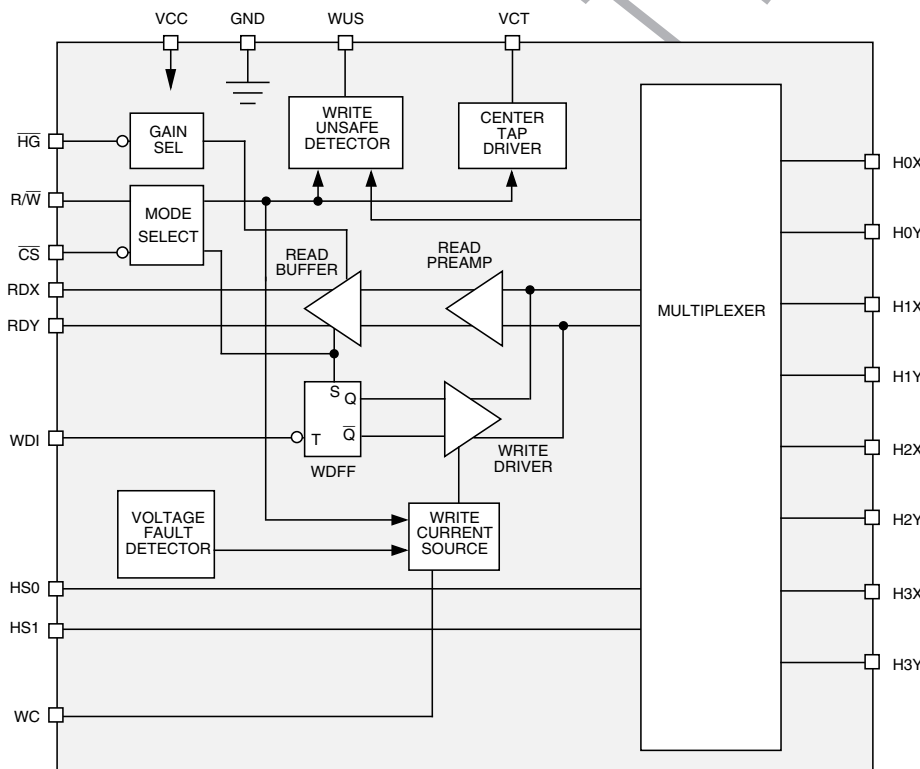 VCC GND WUS VCT
H̅G̅
GAIN
SEL
WRITE
UNSAFE
DETECTOR
CENTER
TAP
DRIVER
R/W̅
MODE
SELECT
C̅S̅
READ
BUFFER
READ
PREAMP
RDX
RDY
MULTIPLEXER
S
Q
Q̅
T
WDI
WDFF
WRITE
DRIVER
VOLTAGE
FAULT
DETECTOR
WRITE
CURRENT
SOURCE
HS0
HS1
WC
H0X
H0Y
H1X
H1Y
H2X
H2Y
H3X
H3Y